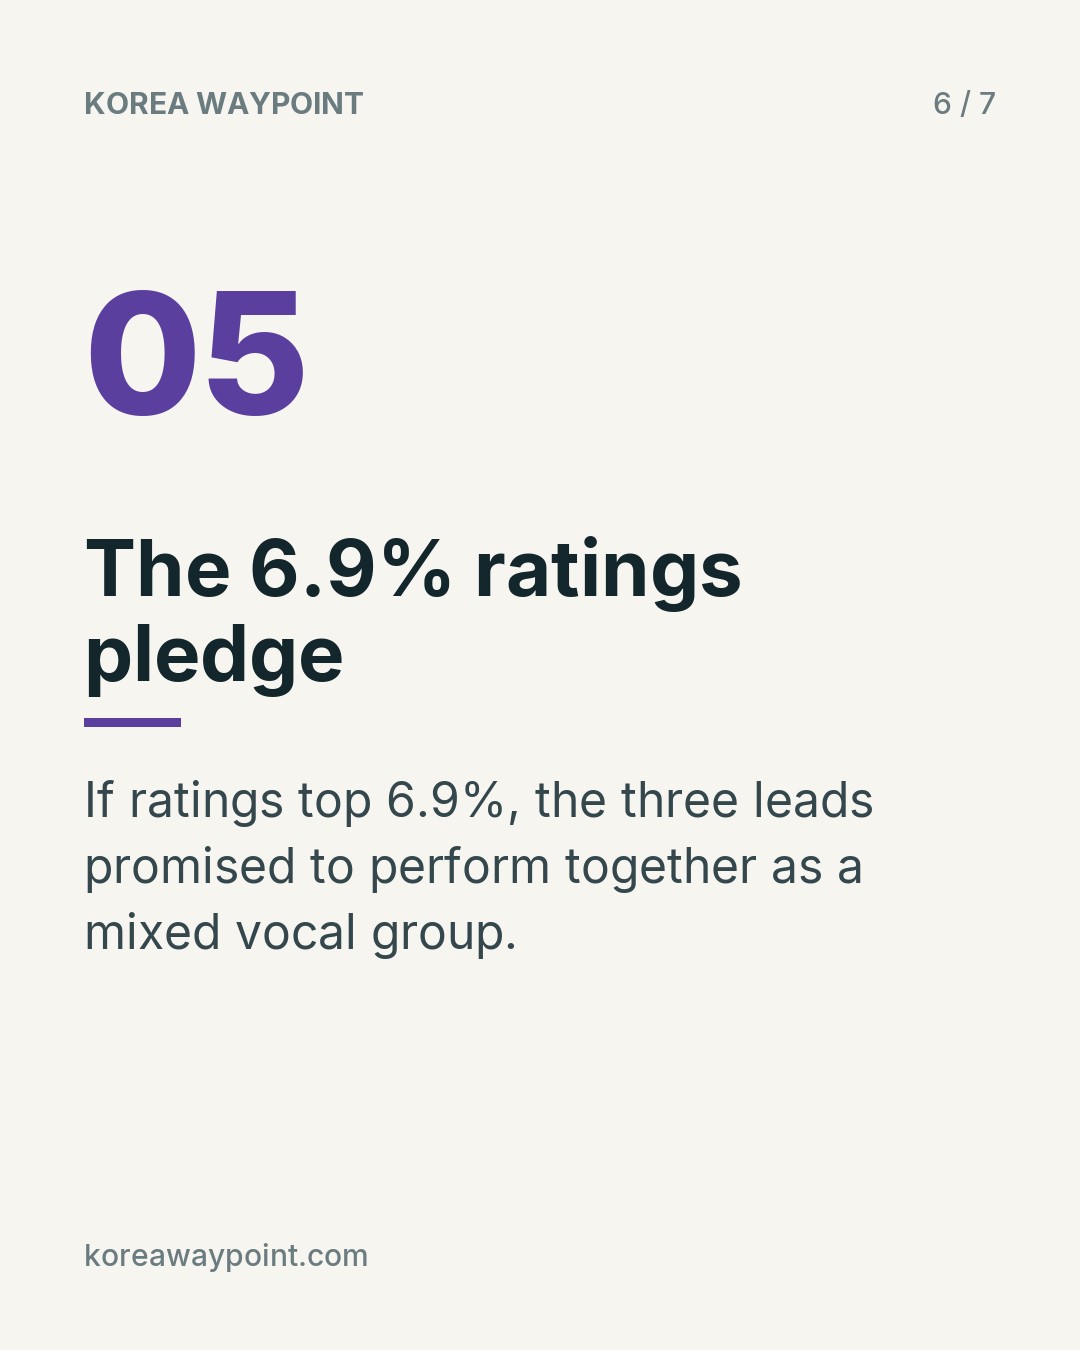 KOREA WAYPOINT
6 / 7
05
The 6.9% ratings
pledge
If ratings top 6.9%, the three leads
promised to perform together as a
mixed vocal group.
koreawaypoint.com